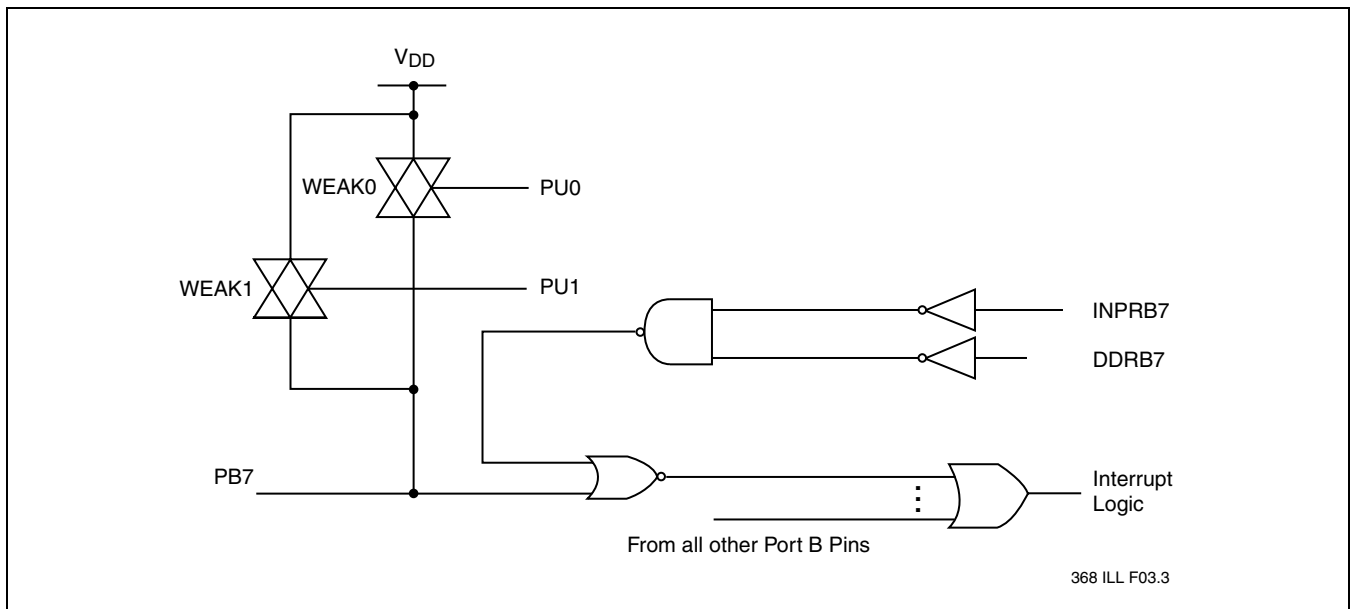 VDD
WEAK0
PU0
WEAK1
PU1
INPRB7
DDRB7
PB7
Interrupt
Logic
From all other Port B Pins
368 ILL F03.3